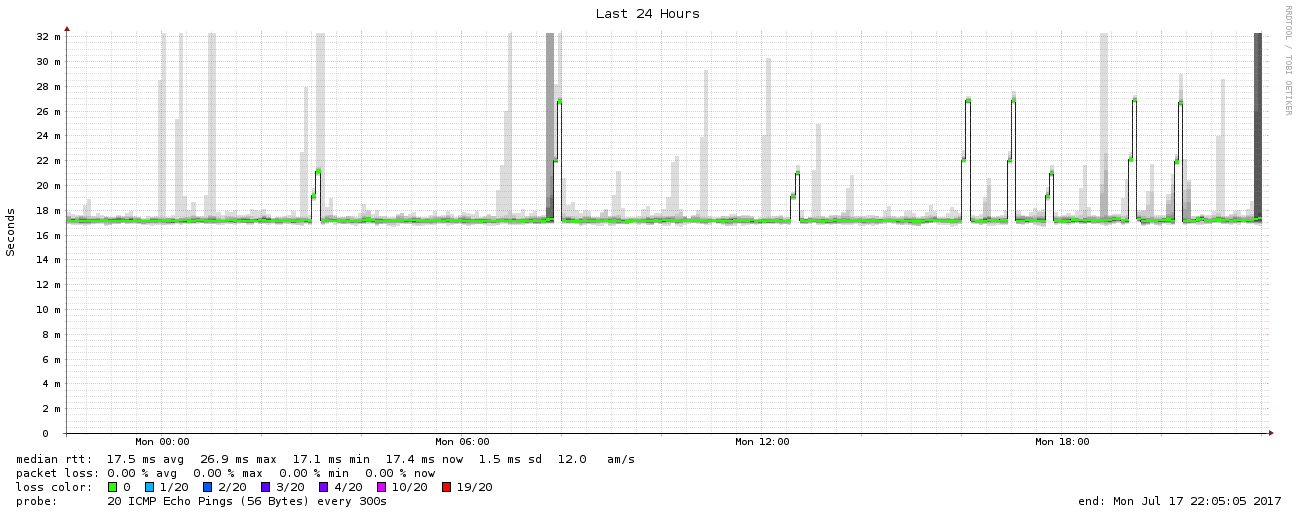 Last 24 Hours
RRDTOOL / TOBI OETIKER
32 m
30 m
28 m
26 m
24 m
22 m
20 m
18 m
16 m
14 m
12 m
10 m
8 m
6 m
4 m
2 m
0
Seconds
Mon 00:00 Mon 06:00 Mon 12:00 Mon 18:00
median rtt: 17.5 ms avg 26.9 ms max 17.1 ms min 17.4 ms now 1.5 ms sd 12.0 am/s
packet loss: 0.00 % avg 0.00 % max 0.00 % min 0.00 % now
loss color: 0 1/20 2/20 3/20 4/20 10/20 19/20
probe: 20 ICMP Echo Pings (56 Bytes) every 300s end: Mon Jul 17 22:05:05 2017